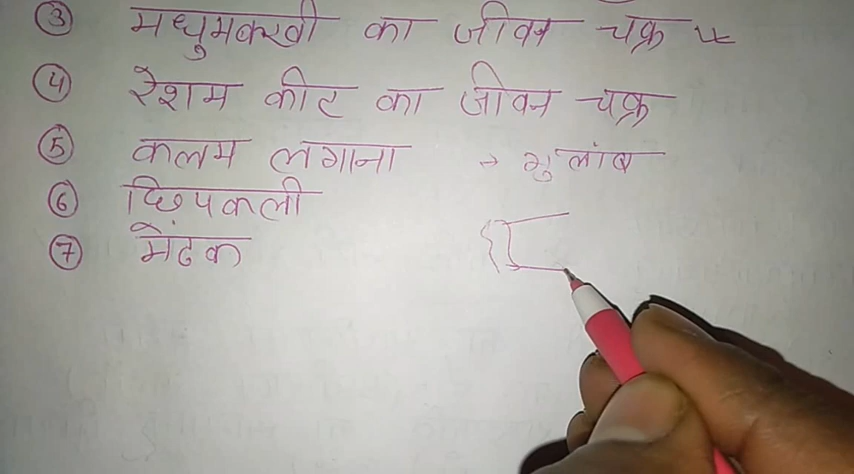 ③ मधुमक्खी का जीवन चक्र
④ रेशम कीट का जीवन चक्र
⑤ कलम लगाना → गुलाब
⑥ छिपकली
⑦ मेंढक